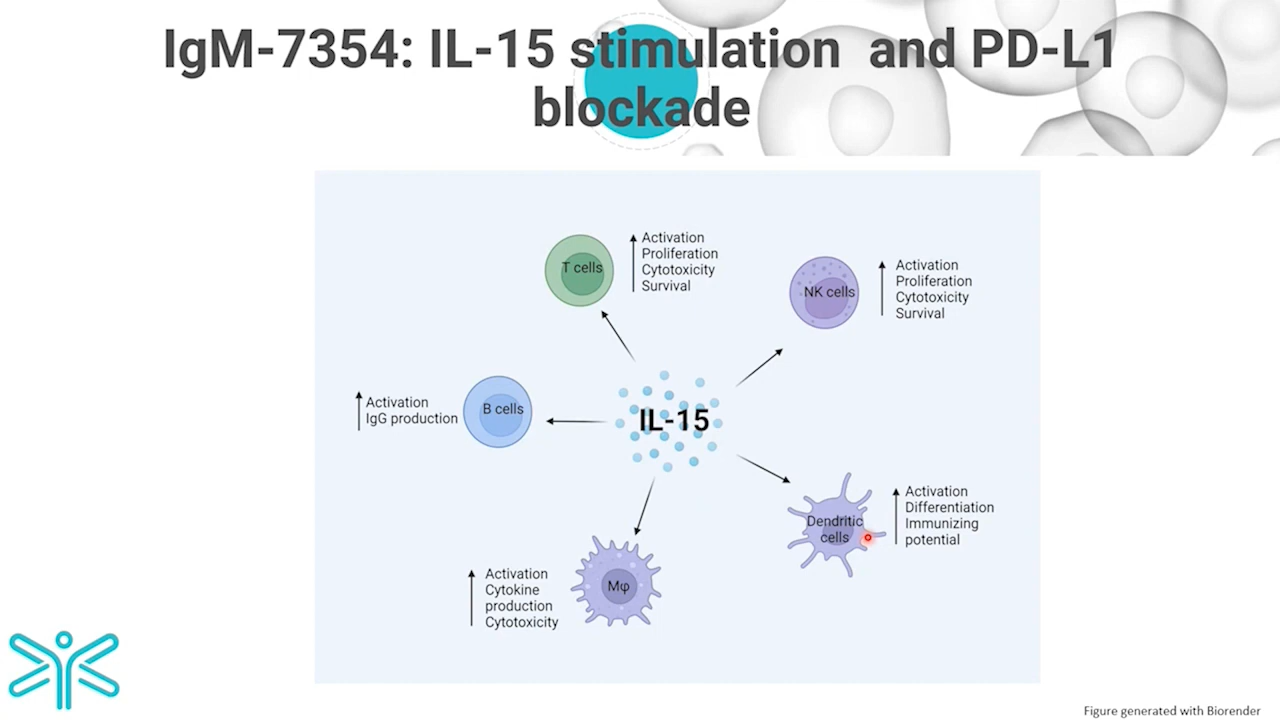 IgM-7354: IL-15 stimulation and PD-L1
blockade
T cells
Activation
Proliferation
Cytotoxicity
Survival
NK cells
Activation
Proliferation
Cytotoxicity
Survival
B cells
Activation
IgG production
IL-15
Dendritic
cells
Activation
Differentiation
Immunizing
potential
Mφ
Activation
Cytokine
production
Cytotoxicity
Figure generated with Biorender